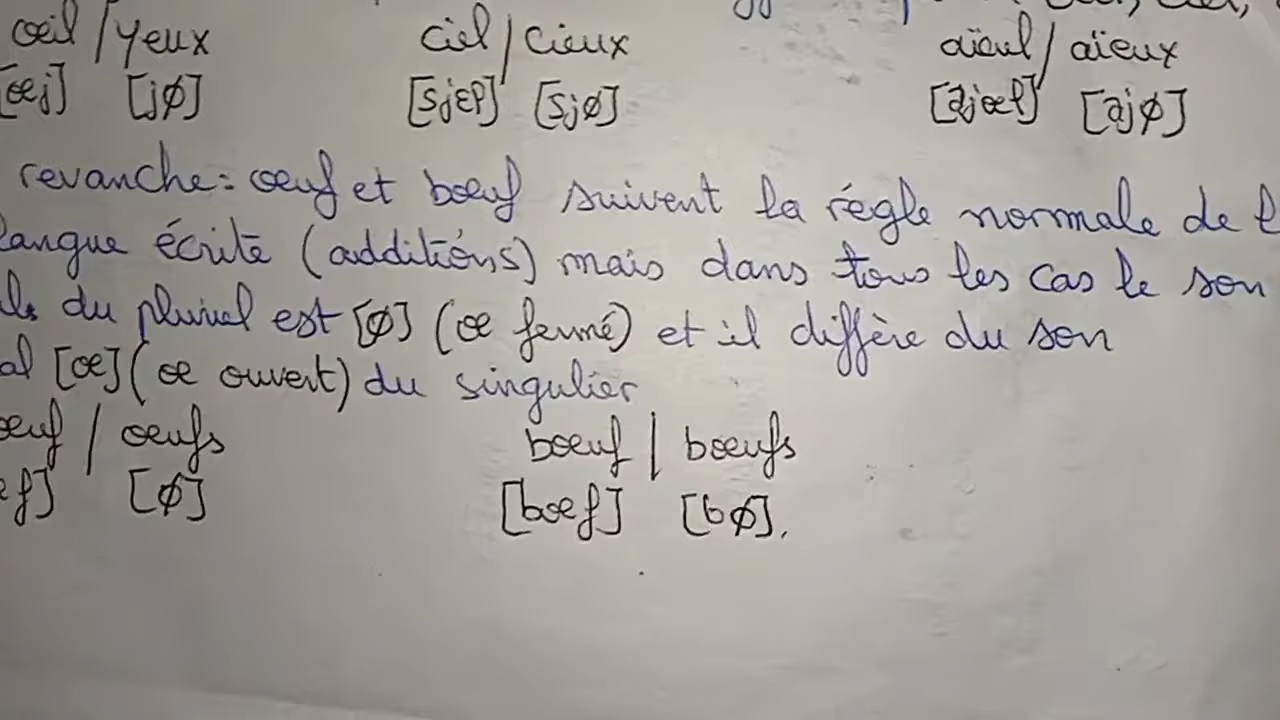 œil / yeux ciel / cieux aïeul / aïeux
[œj] [jø] [sjɛl] [sjø] [ajœl] [ajø]
revanche: œuf et bœuf suivent la règle normale de l
langue écrite (additions) mais dans tous les cas le son
du pluriel est [ø] (œ fermé) et il diffère du son
al [œ] (œ ouvert) du singulier
œuf / œufs bœuf | bœufs
œf] [ø] [bœf] [bø].